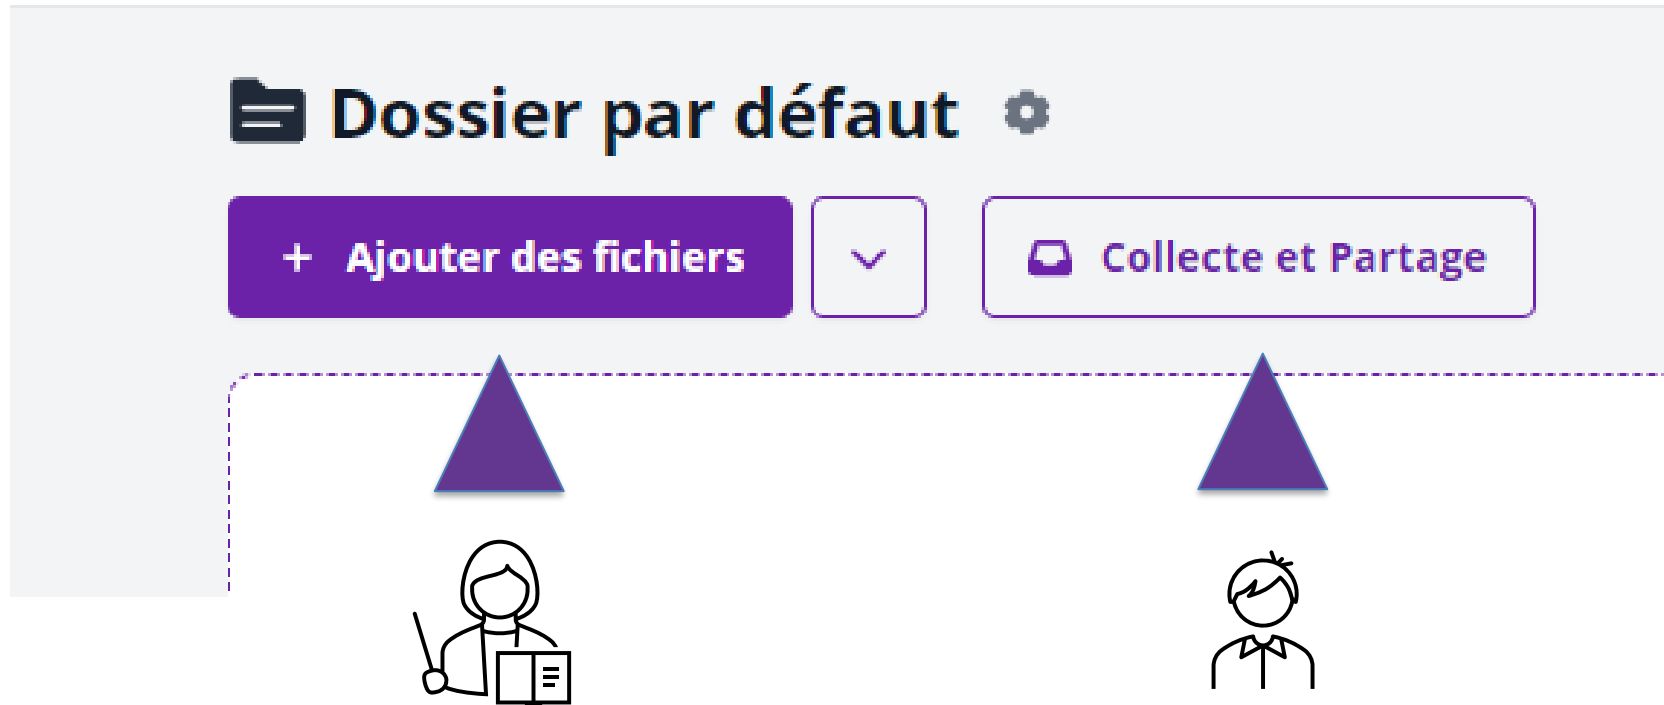 Dossier par défaut
+ Ajouter des fichiers
Collecte et Partage